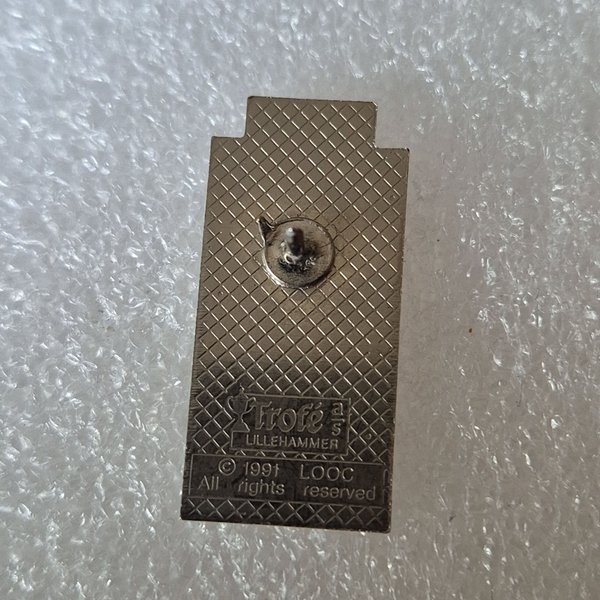 Trofé a/s
LILLEHAMMER
© 1991 LOOC
All rights reserved